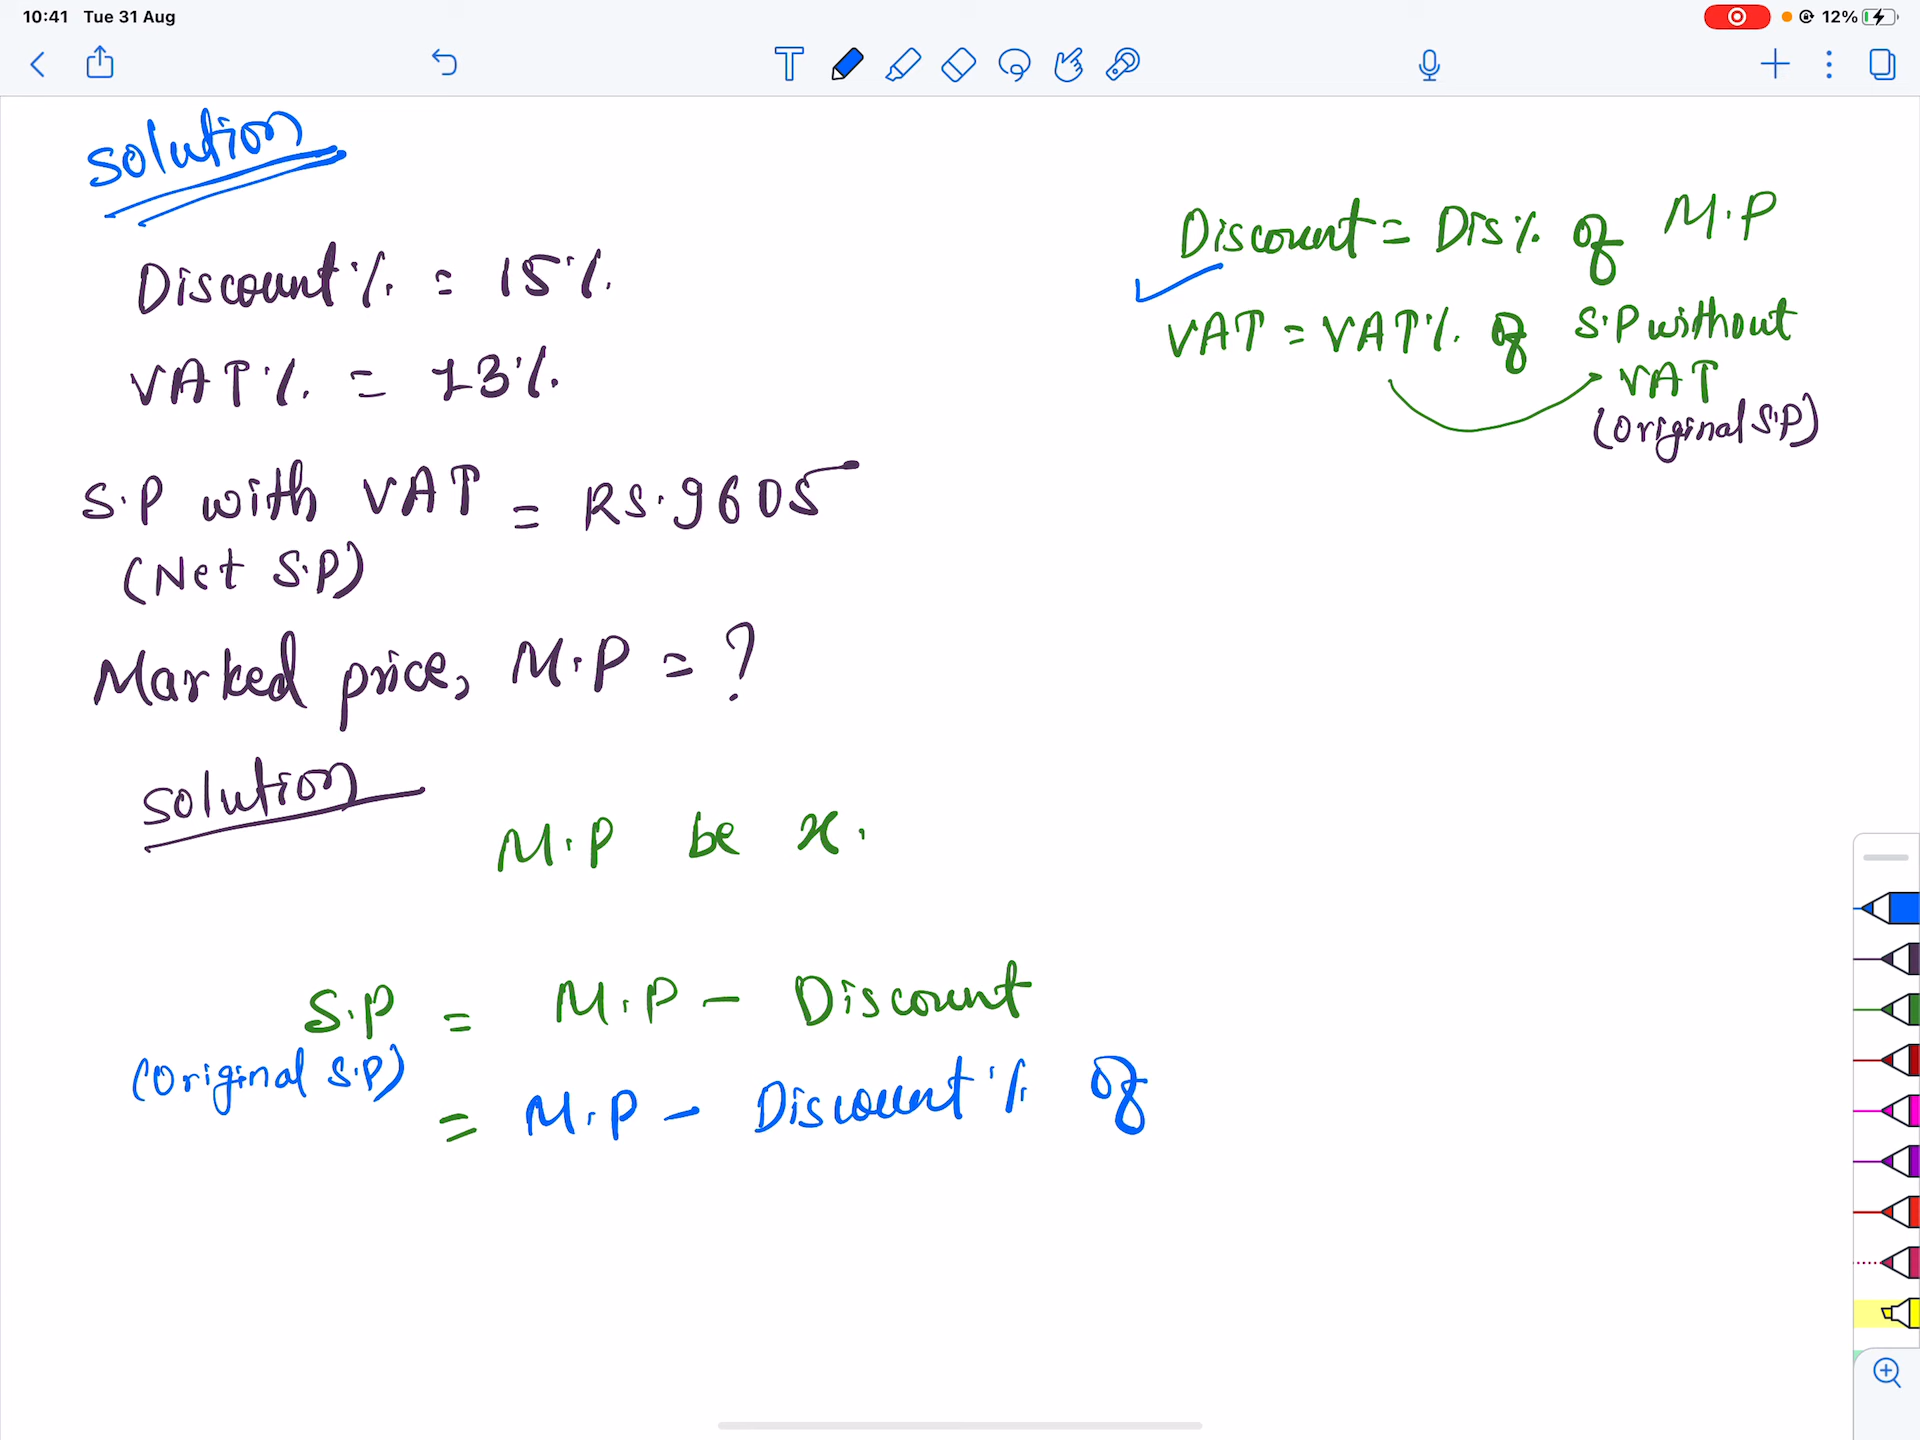 10:41 Tue 31 Aug
12%
T
solution
Discount% = 15%
VAT% = 13%
S.P with VAT = RS.9605
(Net S.P)
Marked price, M.P = ?
solution
M.P be x.
S.P = M.P - Discount
(Original S.P)
= M.P - Discount% of
Discount = Dis% of M.P
VAT = VAT% of S.P without
VAT
(Original S.P)